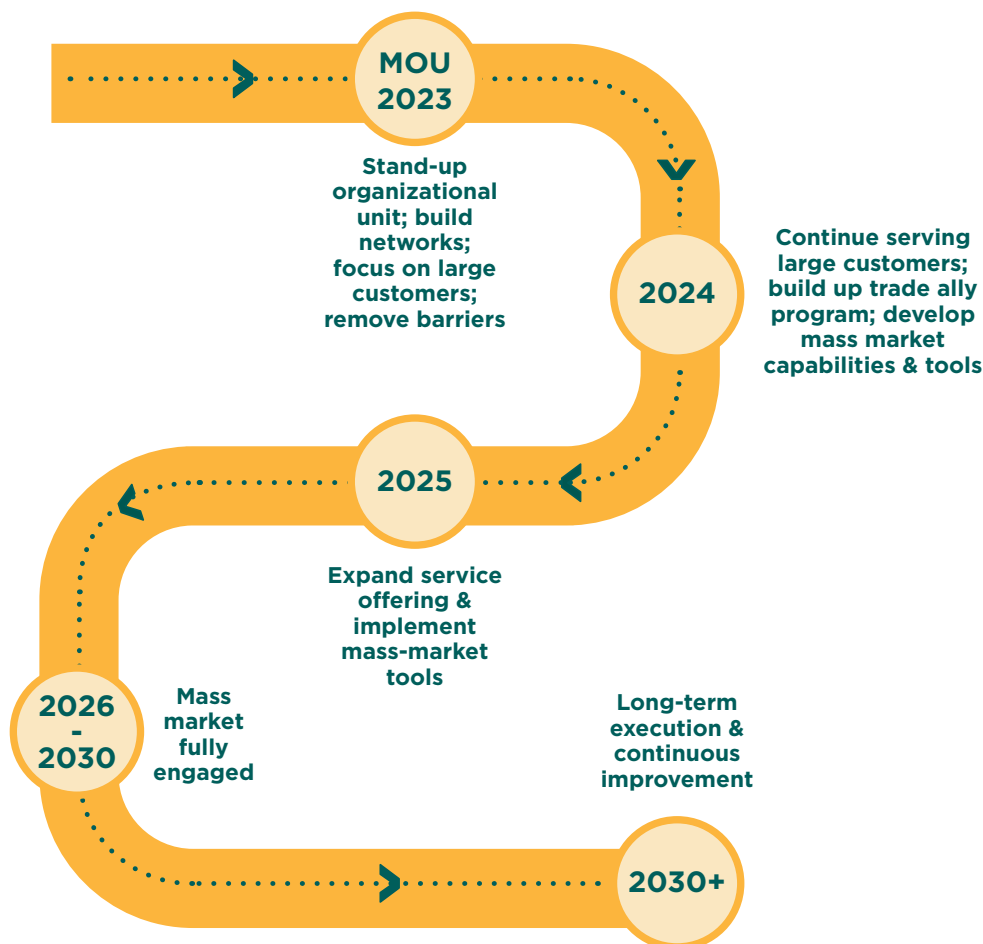 MOU
2023
Stand-up
organizational
unit; build
networks;
focus on large
customers;
remove barriers
2024
Continue serving
large customers;
build up trade ally
program; develop
mass market
capabilities & tools
2025
Expand service
offering &
implement
mass-market
tools
2026
-
2030
Mass
market
fully
engaged
Long-term
execution &
continuous
improvement
2030+